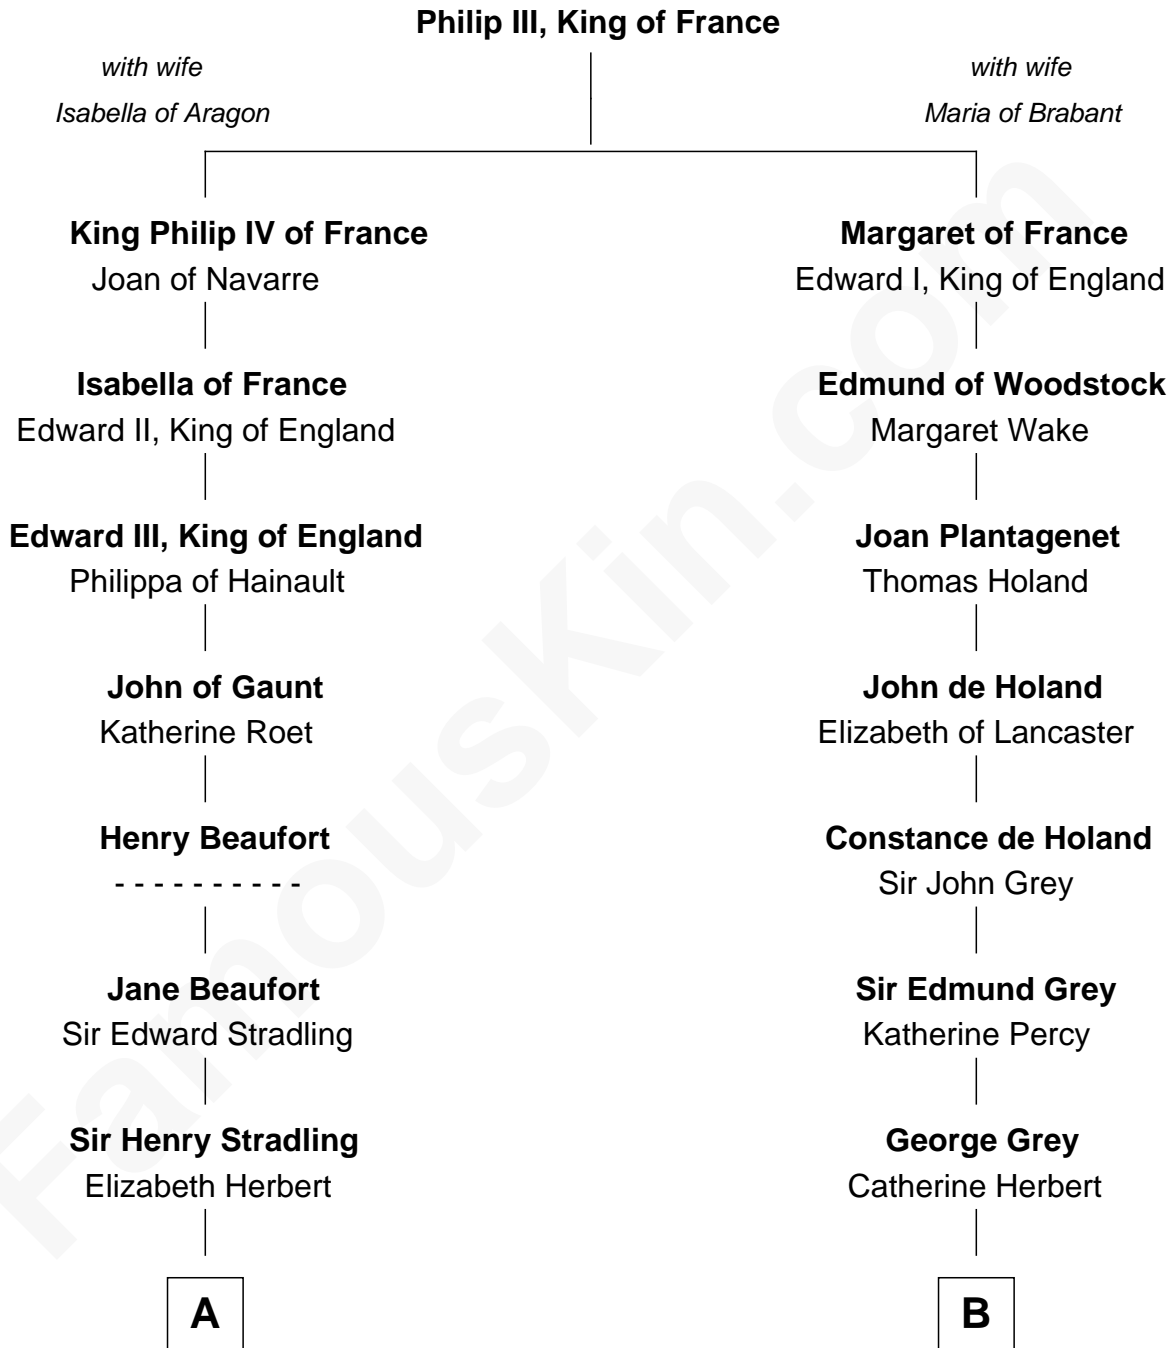 Philip III, King of France
with wife
Isabella of Aragon
with wife
Maria of Brabant
King Philip IV of France
Joan of Navarre
Margaret of France
Edward I, King of England
Isabella of France
Edward II, King of England
Edmund of Woodstock
Margaret Wake
Edward III, King of England
Philippa of Hainault
Joan Plantagenet
Thomas Holand
John of Gaunt
Katherine Roet
John de Holand
Elizabeth of Lancaster
Henry Beaufort
- - - - - - - - - -
Constance de Holand
Sir John Grey
Jane Beaufort
Sir Edward Stradling
Sir Edmund Grey
Katherine Percy
Sir Henry Stradling
Elizabeth Herbert
George Grey
Catherine Herbert
A
B
FamousKin.com